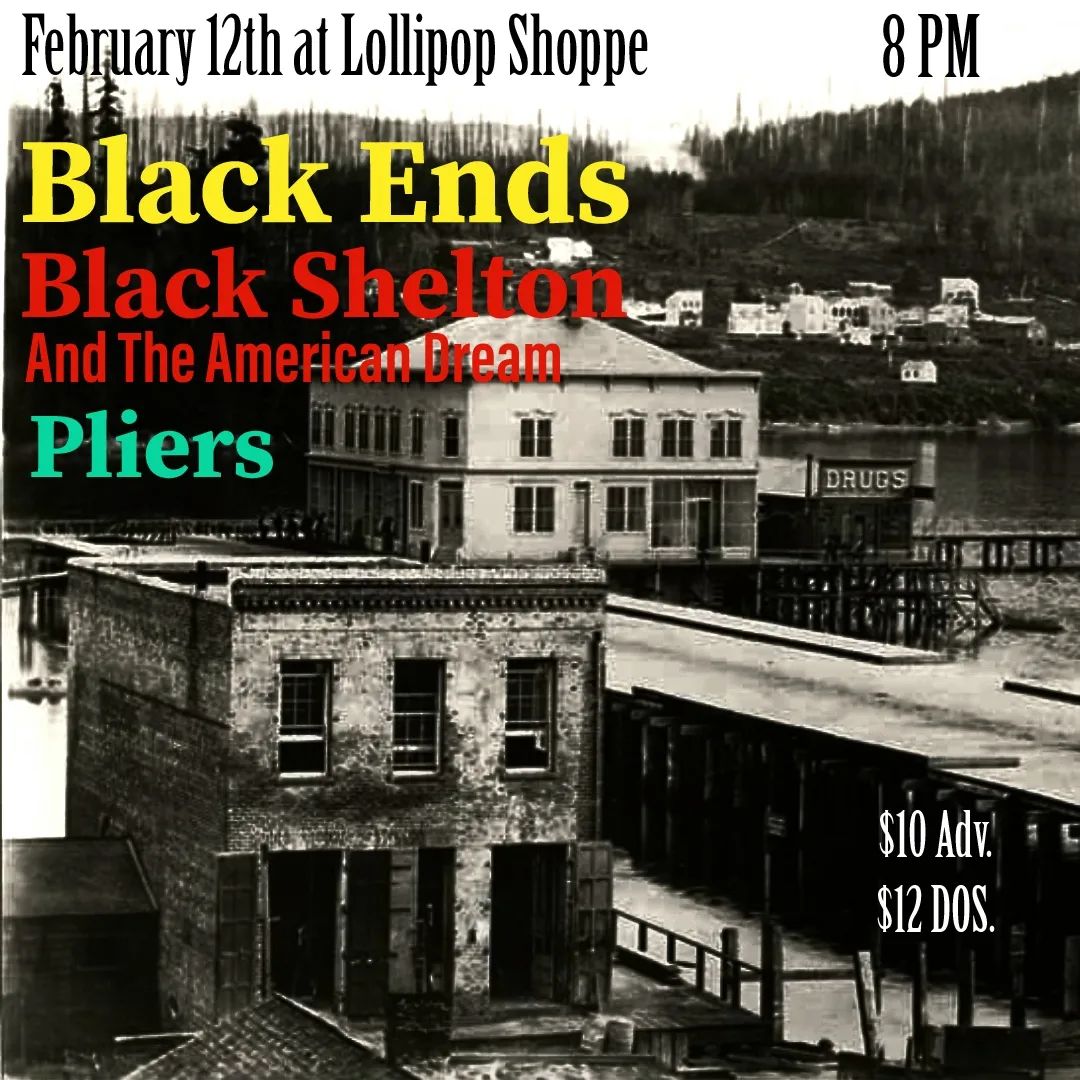 February 12th at Lollipop Shoppe 8 PM
Black Ends
Black Shelton
And The American Dream
Pliers
DRUGS
$10 Adv.
$12 DOS.